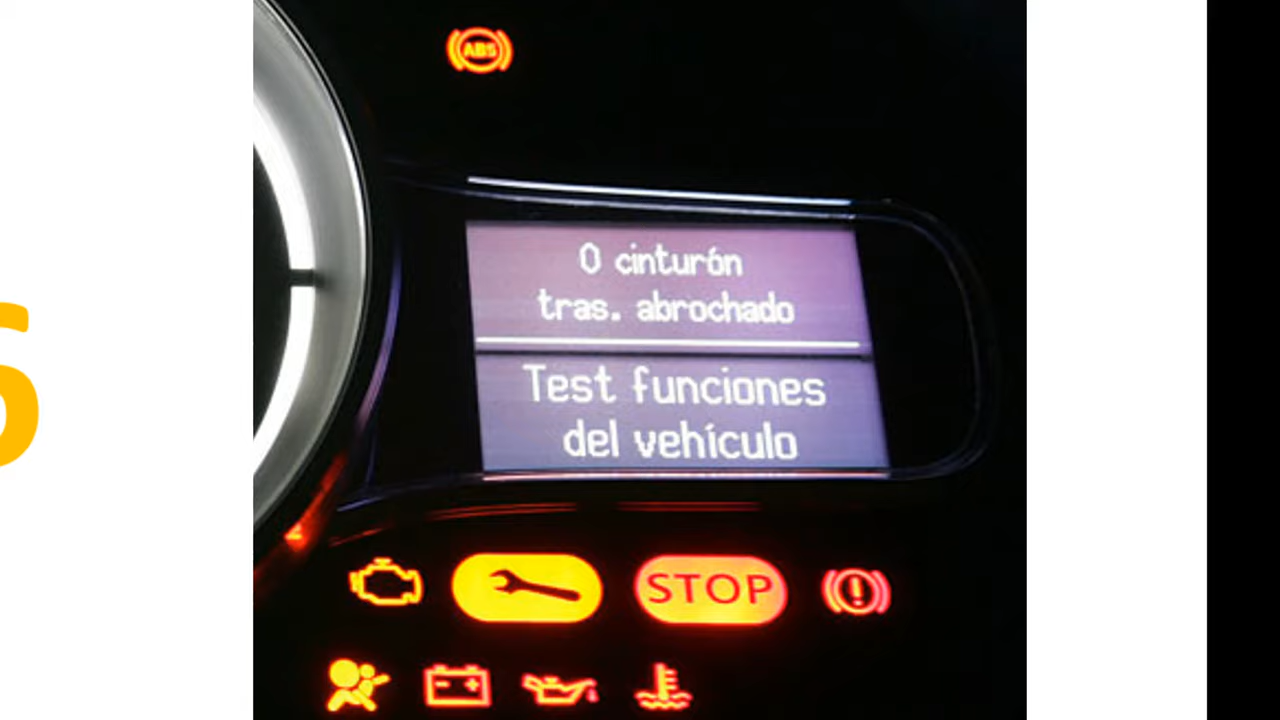 ABS
0 cinturón
tras. abrochado
Test funciones
del vehículo
STOP